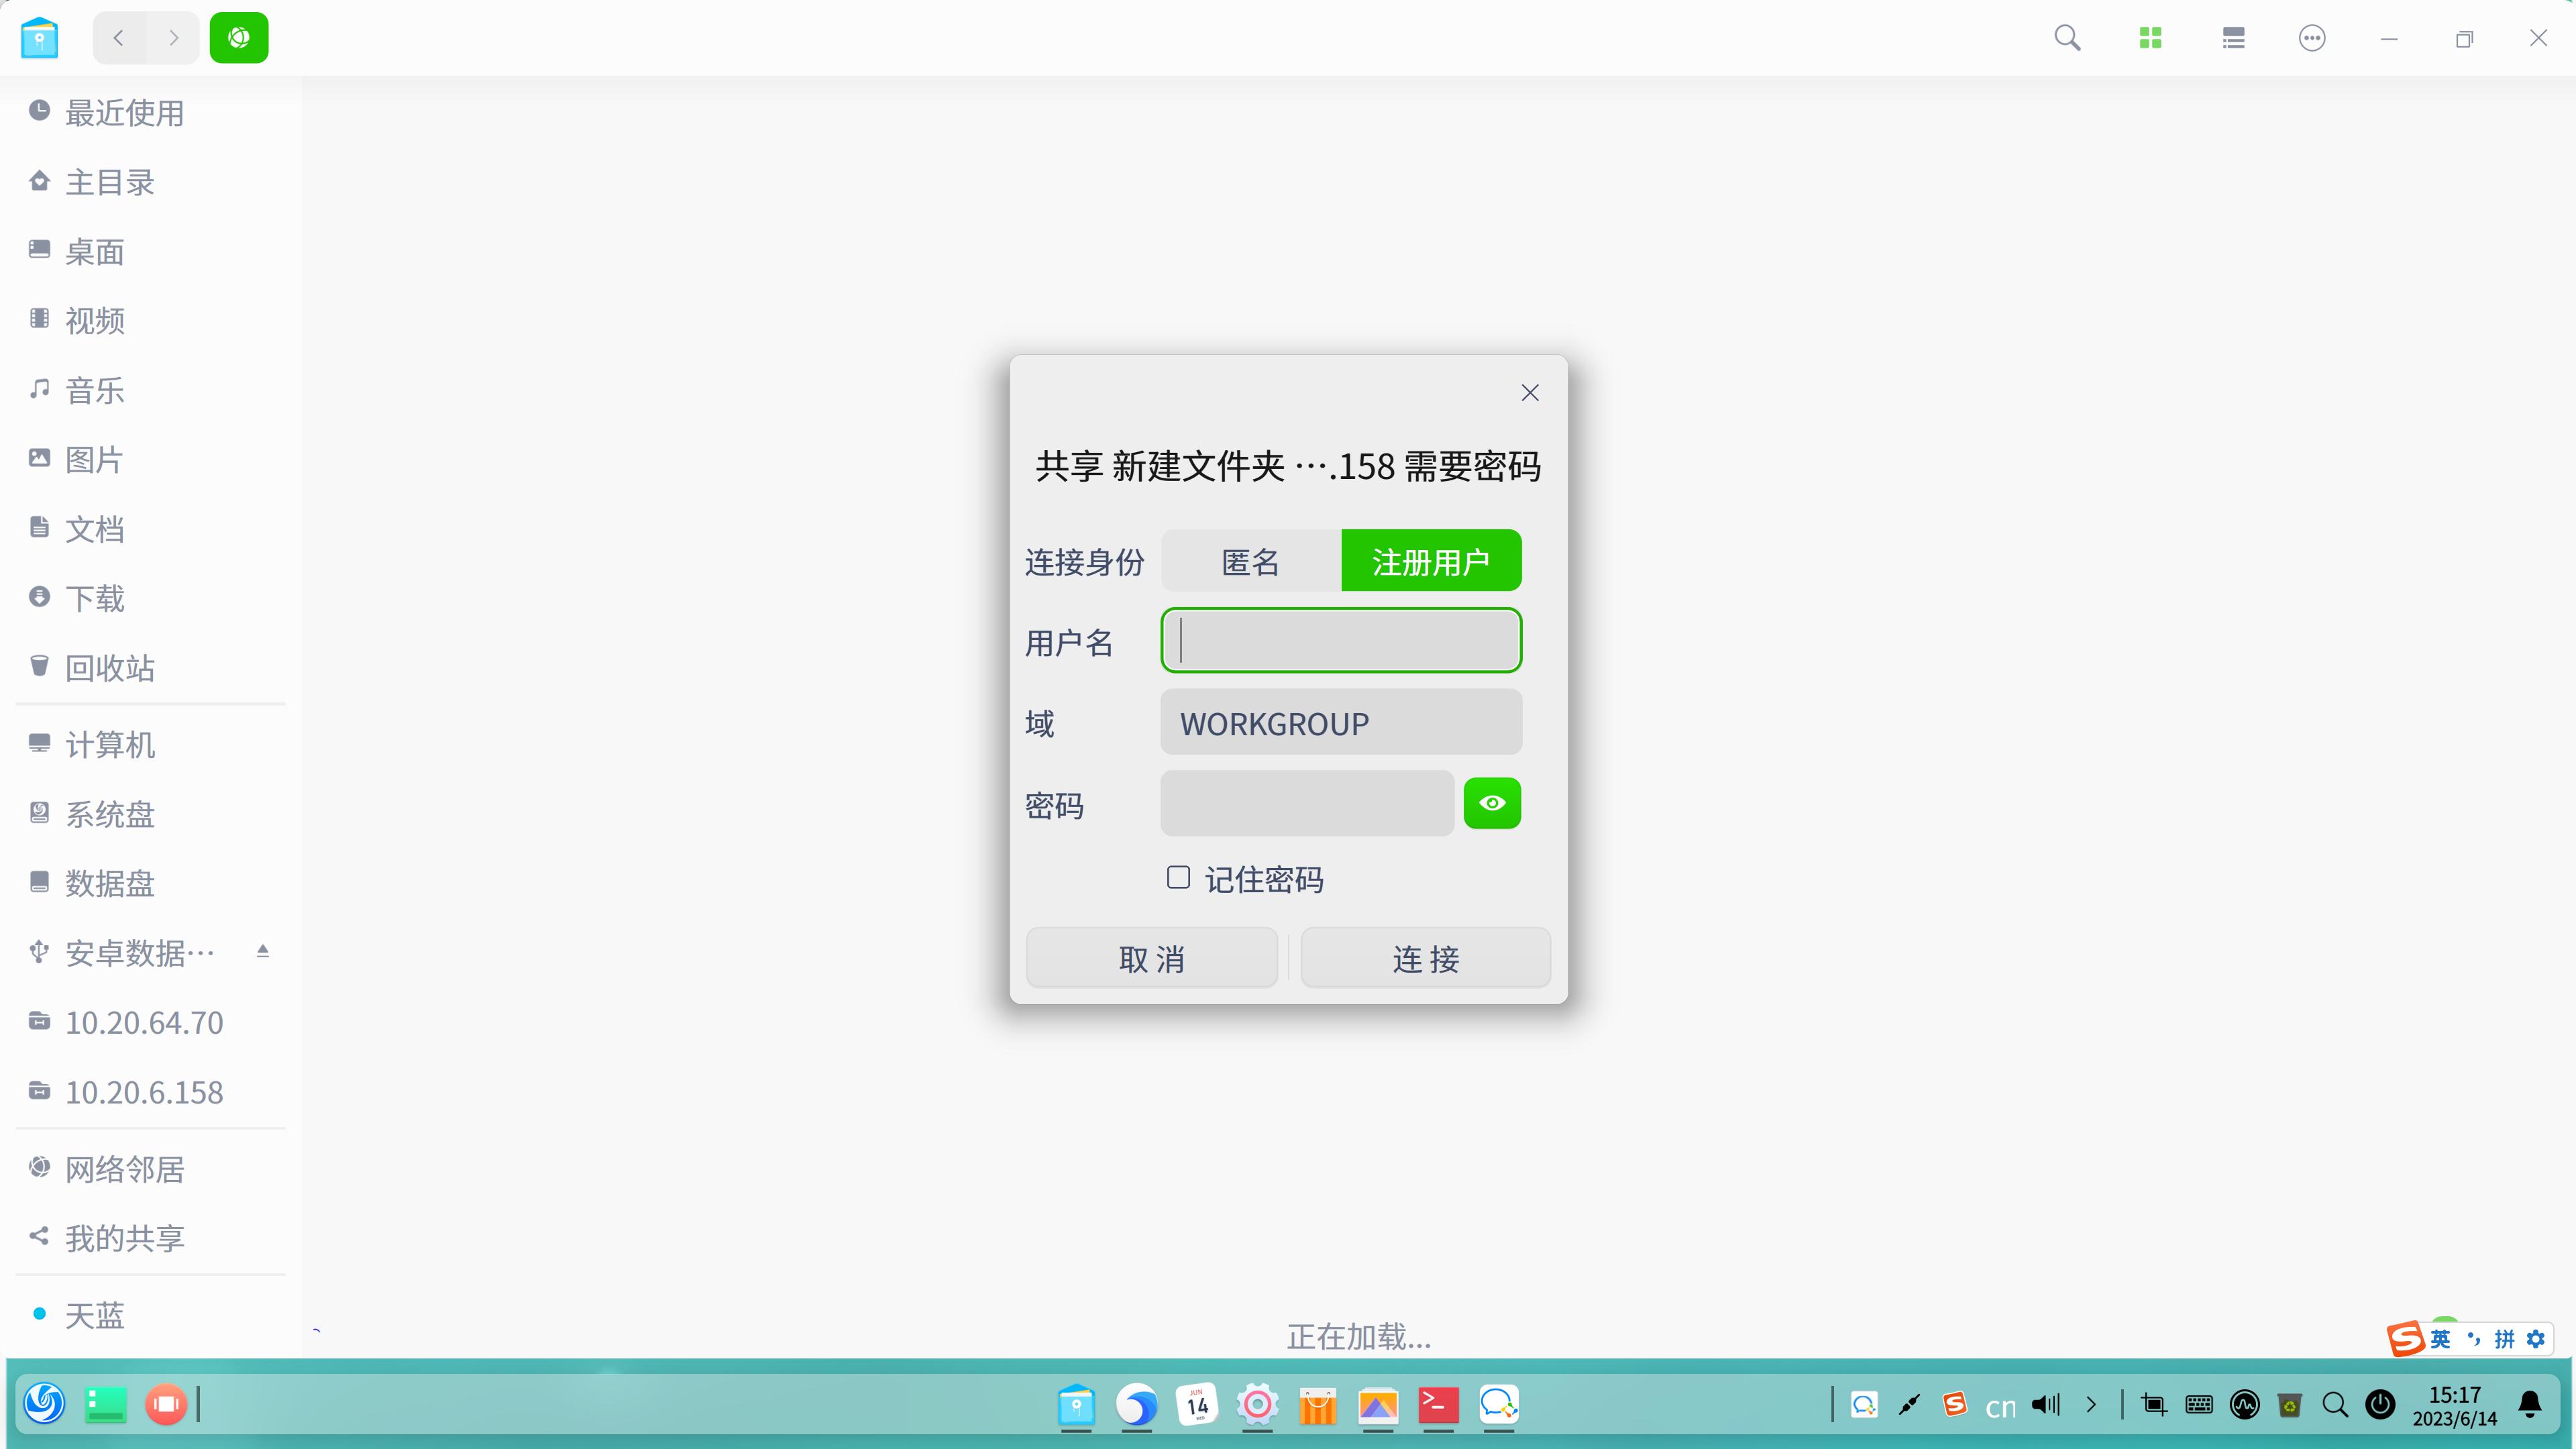 最近使用
主目录
桌面
视频
音乐
图片
文档
下载
回收站
计算机
系统盘
数据盘
安卓数据⋯
10.20.64.70
10.20.6.158
网络邻居
我的共享
天蓝
共享 新建文件夹 ⋯.158 需要密码
连接身份 匿名 注册用户
用户名
域 WORKGROUP
密码
记住密码
取 消 连 接
正在加载...
英 拼
JUN
14
WED
cn
15:17
2023/6/14